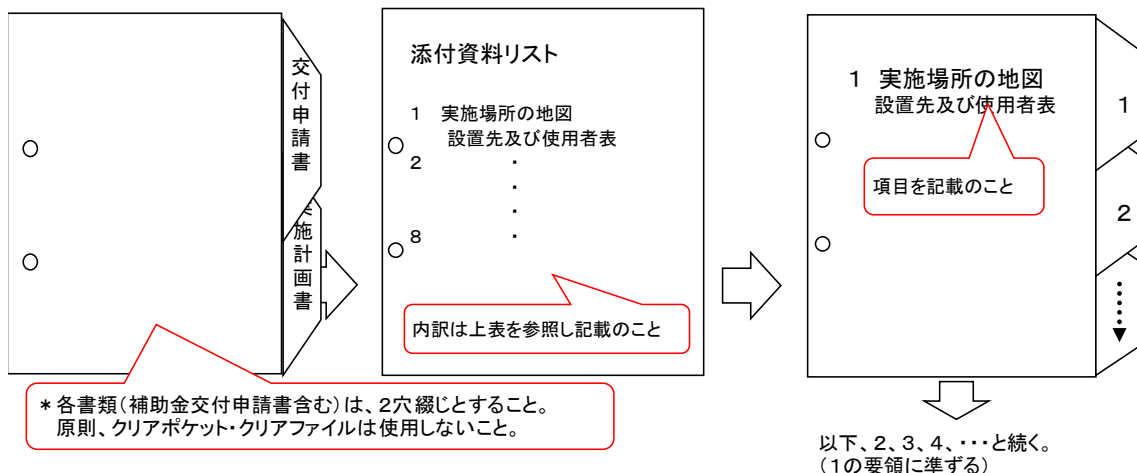 交付申請書
実施計画書
添付資料リスト
1 実施場所の地図
設置先及び使用者表
2 ・
・
・
8 ・
内訳は上表を参照し記載のこと
1 実施場所の地図
設置先及び使用者表
項目を記載のこと
1
2
*各書類(補助金交付申請書含む)は、2穴綴じとすること。
原則、クリアポケット・クリアファイルは使用しないこと。
以下、2、3、4、・・・と続く。
(1の要領に準ずる)